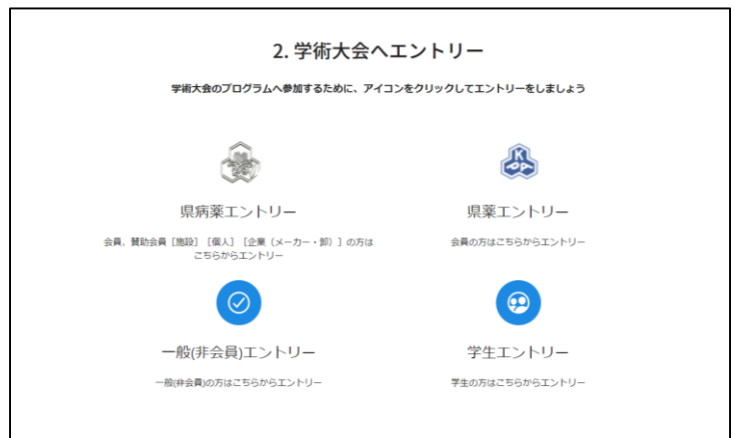 2. 学術大会へエントリー
学術大会のプログラムへ参加するために、アイコンをクリックしてエントリーをしましょう
県病薬エントリー
会員、賛助会員［施設］［個人］［企業（メーカー・卸）］の方は
こちらからエントリー
県薬エントリー
会員の方はこちらからエントリー
一般(非会員)エントリー
一般(非会員)の方はこちらからエントリー
学生エントリー
学生の方はこちらからエントリー